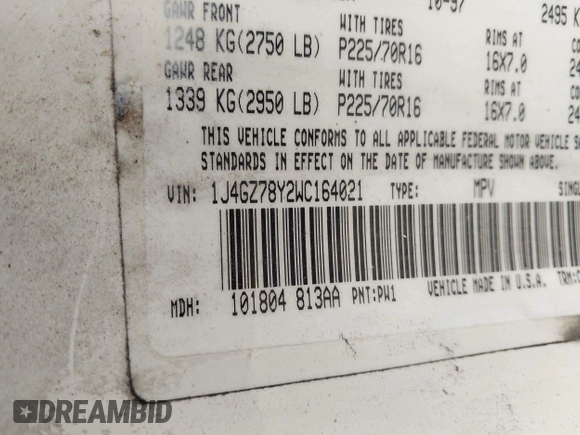 GAWR FRONT WITH TIRES RIMS AT
1248 KG(2750 LB) P225/70R16 16X7.0
GAWR REAR WITH TIRES RIMS AT
1339 KG(2950 LB) P225/70R16 16X7.0
THIS VEHICLE CONFORMS TO ALL APPLICABLE FEDERAL MOTOR VEHICLE
STANDARDS IN EFFECT ON THE DATE OF MANUFACTURE SHOWN ABOVE.
VIN: 1J4GZ78Y2WC164021 TYPE: MPV
MDH: 101804 813AA PNT:PW1 VEHICLE MADE IN U.S.A. TRM:
DREAMBID